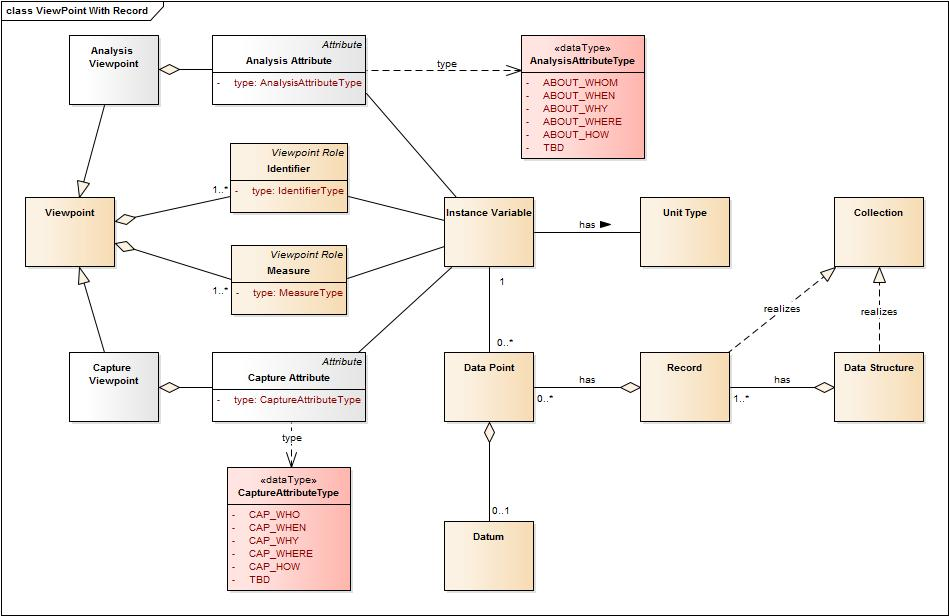 class ViewPoint With Record
Analysis
Viewpoint
Attribute
Analysis Attribute
- type: AnalysisAttributeType
type
«dataType»
AnalysisAttributeType
- ABOUT_WHOM
- ABOUT_WHEN
- ABOUT_WHY
- ABOUT_WHERE
- ABOUT_HOW
- TBD
Viewpoint Role
Identifier
- type: IdentifierType
1..*
Viewpoint
Viewpoint Role
Measure
- type: MeasureType
1..*
Instance Variable
has
Unit Type
Collection
1
0..*
realizes
realizes
Capture
Viewpoint
Attribute
Capture Attribute
- type: CaptureAttributeType
type
Data Point
has
0..*
Record
has
1..*
Data Structure
«dataType»
CaptureAttributeType
- CAP_WHO
- CAP_WHEN
- CAP_WHY
- CAP_WHERE
- CAP_HOW
- TBD
0..1
Datum